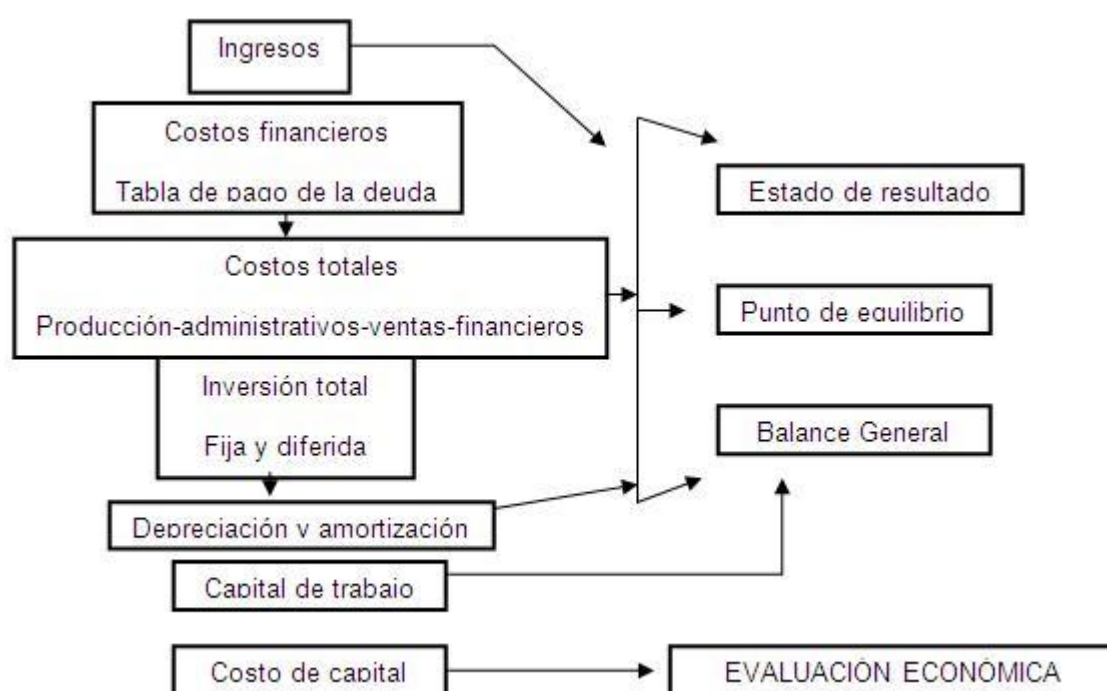 Ingresos
Costos financieros
Tabla de pago de la deuda
Estado de resultado
Costos totales
Producción-administrativos-ventas-financieros
Punto de equilibrio
Inversión total
Fija y diferida
Balance General
Depreciación y amortización
Capital de trabajo
Costo de capital
EVALUACIÓN ECONÓMICA